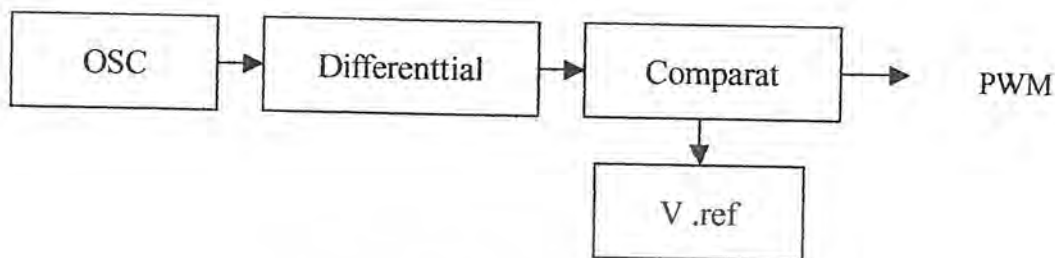 OSC
Differenttial
Comparat
PWM
V .ref